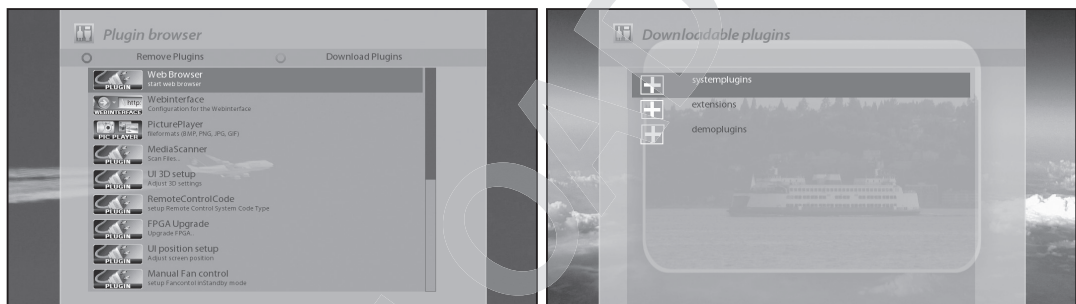 Plugin browser
Remove Plugins Download Plugins
PLUGIN Web Browser
start web browser
http: WEBINTERFACE Webinterface
Configuration for the Webinterface
PIC PLAYER PicturePlayer
fileformats (BMP, PNG, JPG, GIF)
PLUGIN MediaScanner
Scan Files..
PLUGIN UI 3D setup
Adjust 3D settings
PLUGIN RemoteControlCode
setup Remote Control System Code Type
PLUGIN FPGA Upgrade
Upgrade FPGA..
PLUGIN UI position setup
Adjust screen position.
PLUGIN Manual Fan control
setup Fancontol inStandby mode
Downloadable plugins
systemplugins
extensions
demoplugins